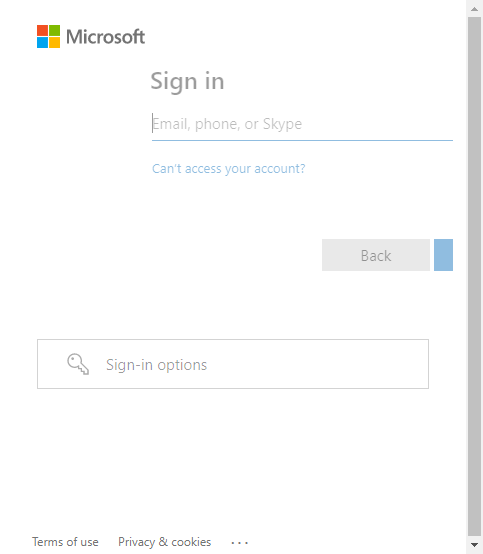 Microsoft
Sign in
Email, phone, or Skype
Can't access your account?
Back
Sign-in options
Terms of use Privacy & cookies ...